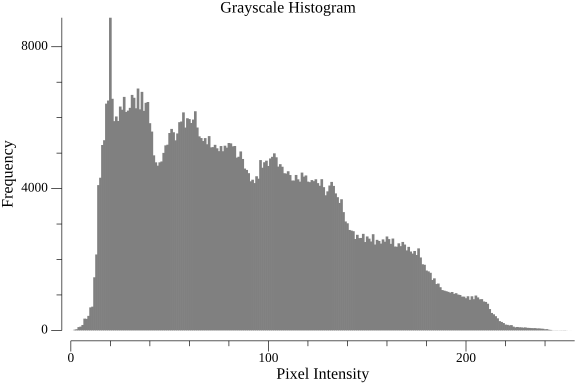 Grayscale Histogram
8000
4000
0
Frequency
0 100 200
Pixel Intensity